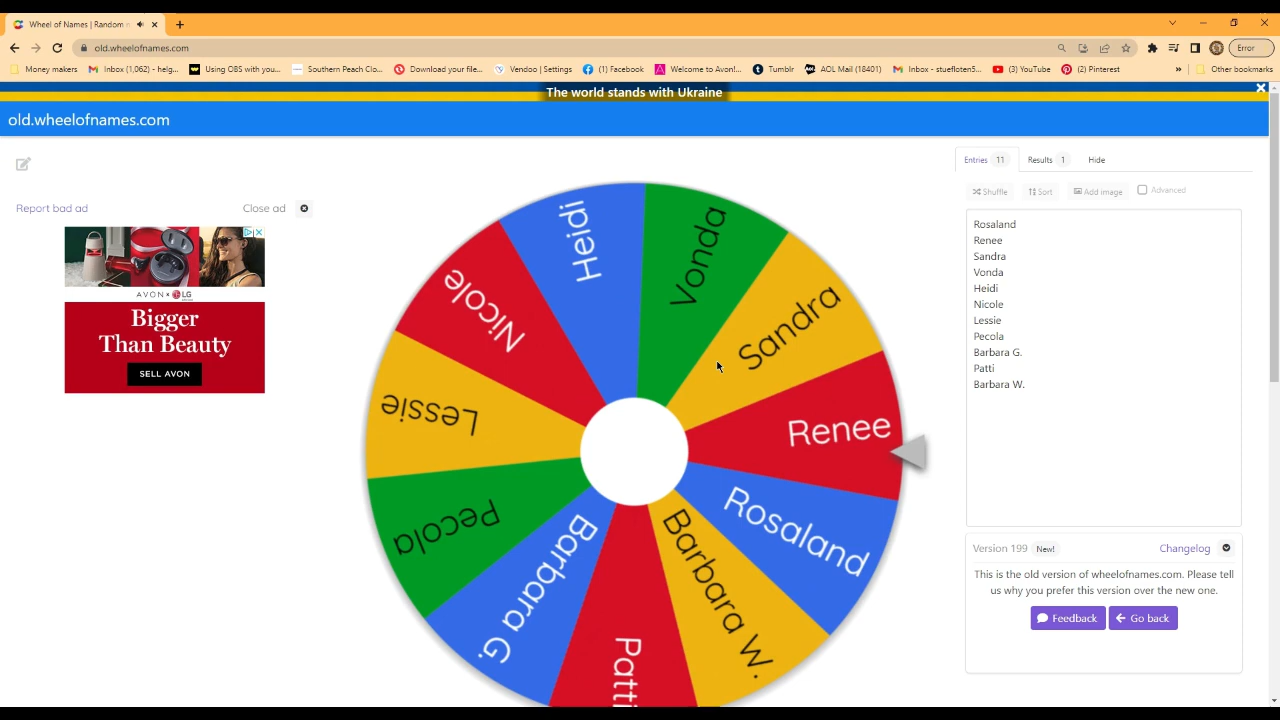 Wheel of Names | Random
old.wheelofnames.com
Error
Money makers
Inbox (1,062) - help...
Using OBS with you...
Southern Peach Clo...
Download your file...
Vendoo | Settings
(1) Facebook
Welcome to Avon!...
Tumblr
AOL Mail (18401)
Inbox - stuefloten5...
(3) YouTube
(2) Pinterest
»
Other bookmarks
The world stands with Ukraine
old.wheelofnames.com
Entries 11
Results 1
Hide
Shuffle
Sort
Add image
Advanced
Report bad ad
Close ad
AVON x LG
Bigger
Than Beauty
SELL AVON
Heidi
Vonda
Sandra
Renee
Rosaland
Barbara W.
Patti
Barbara G.
Pecola
Lessie
Nicole
Rosaland
Renee
Sandra
Vonda
Heidi
Nicole
Lessie
Pecola
Barbara G.
Patti
Barbara W.
Version 199 New!
Changelog
This is the old version of wheelofnames.com. Please tell
us why you prefer this version over the new one.
Feedback
Go back